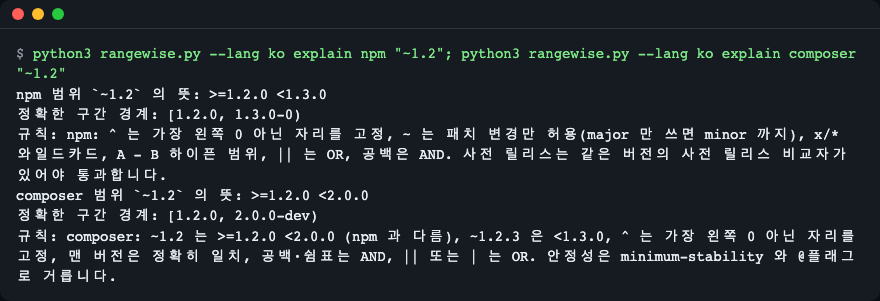 $ python3 rangewise.py --lang ko explain npm "~1.2"; python3 rangewise.py --lang ko explain composer
"~1.2"
npm 범위 `~1.2` 의 뜻: >=1.2.0 <1.3.0
정확한 구간 경계: [1.2.0, 1.3.0-0)
규칙: npm: ^ 는 가장 왼쪽 0 아닌 자리를 고정, ~ 는 패치 변경만 허용(major 만 쓰면 minor 까지), x/*
와일드카드, A - B 하이픈 범위, || 는 OR, 공백은 AND. 사전 릴리스는 같은 버전의 사전 릴리스 비교자가
있어야 통과합니다.
composer 범위 `~1.2` 의 뜻: >=1.2.0 <2.0.0
정확한 구간 경계: [1.2.0, 2.0.0-dev)
규칙: composer: ~1.2 는 >=1.2.0 <2.0.0 (npm 과 다름), ~1.2.3 은 <1.3.0, ^ 는 가장 왼쪽 0 아닌 자리를
고정, 맨 버전은 정확히 일치, 공백·쉼표는 AND, || 또는 | 는 OR. 안정성은 minimum-stability 와 @플래그
로 거릅니다.